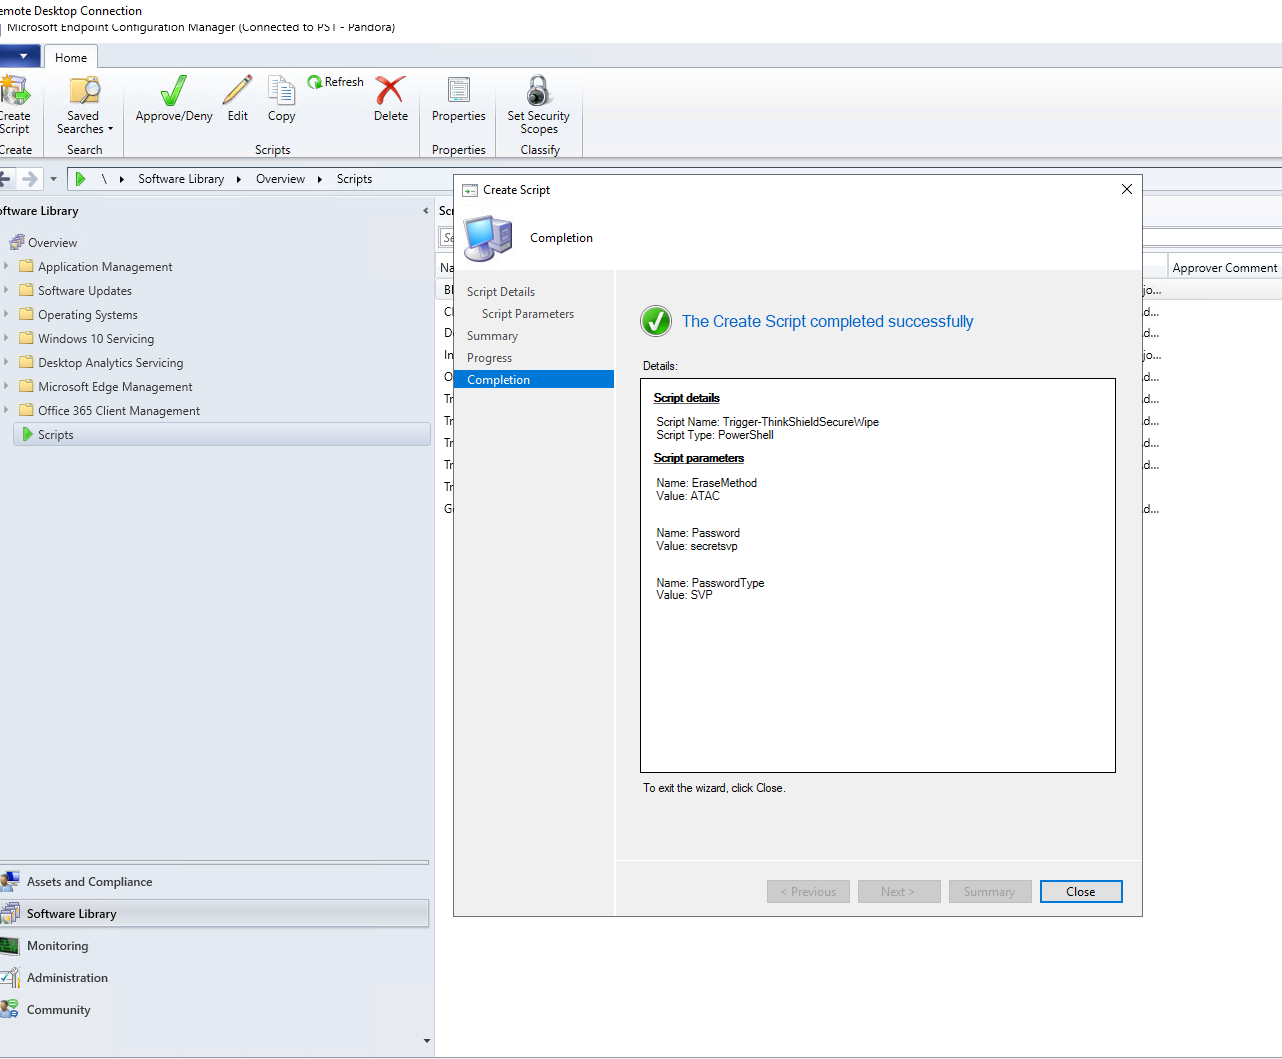 emote Desktop Connection
Microsoft Endpoint Configuration Manager (Connected to PST - Pandora)
Home
Create Script
Saved Searches
Approve/Deny
Edit
Copy
Refresh
Delete
Properties
Set Security Scopes
Create
Search
Scripts
Properties
Classify
\ Software Library Overview Scripts
oftware Library
Overview
Application Management
Software Updates
Operating Systems
Windows 10 Servicing
Desktop Analytics Servicing
Microsoft Edge Management
Office 365 Client Management
Scripts
Assets and Compliance
Software Library
Monitoring
Administration
Community
Scr
Se
Na
Approver Comment
Bl
Cl
De
In
O
Tr
Tr
Tr
Tr
Tr
Ge
jo...
d...
d...
jo...
d...
d...
d...
d...
d...
d...
Create Script
Completion
Script Details
Script Parameters
Summary
Progress
Completion
The Create Script completed successfully
Details:
Script details
Script Name: Trigger-ThinkShieldSecureWipe
Script Type: PowerShell
Script parameters
Name: EraseMethod
Value: ATAC
Name: Password
Value: secretsvp
Name: PasswordType
Value: SVP
To exit the wizard, click Close.
< Previous
Next >
Summary
Close